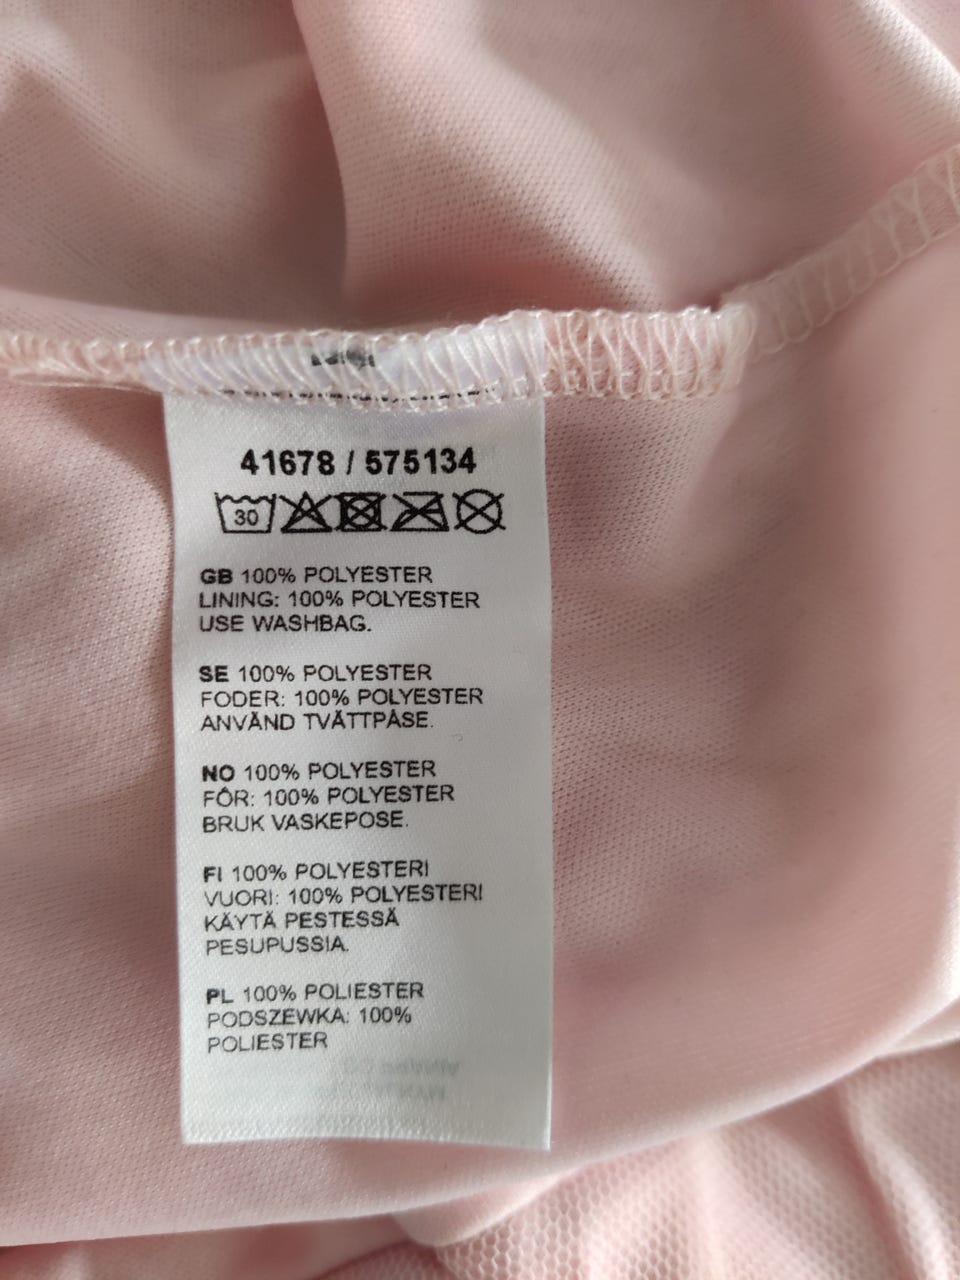 41678 / 575134
30
GB 100% POLYESTER
LINING: 100% POLYESTER
USE WASHBAG.
SE 100% POLYESTER
FODER: 100% POLYESTER
ANVÄND TVÄTTPÅSE.
NO 100% POLYESTER
FÔR: 100% POLYESTER
BRUK VASKEPOSE.
FI 100% POLYESTERI
VUORI: 100% POLYESTERI
KÄYTÄ PESTESSÄ
PESUPUSSIA.
PL 100% POLIESTER
PODSZEWKA: 100%
POLIESTER